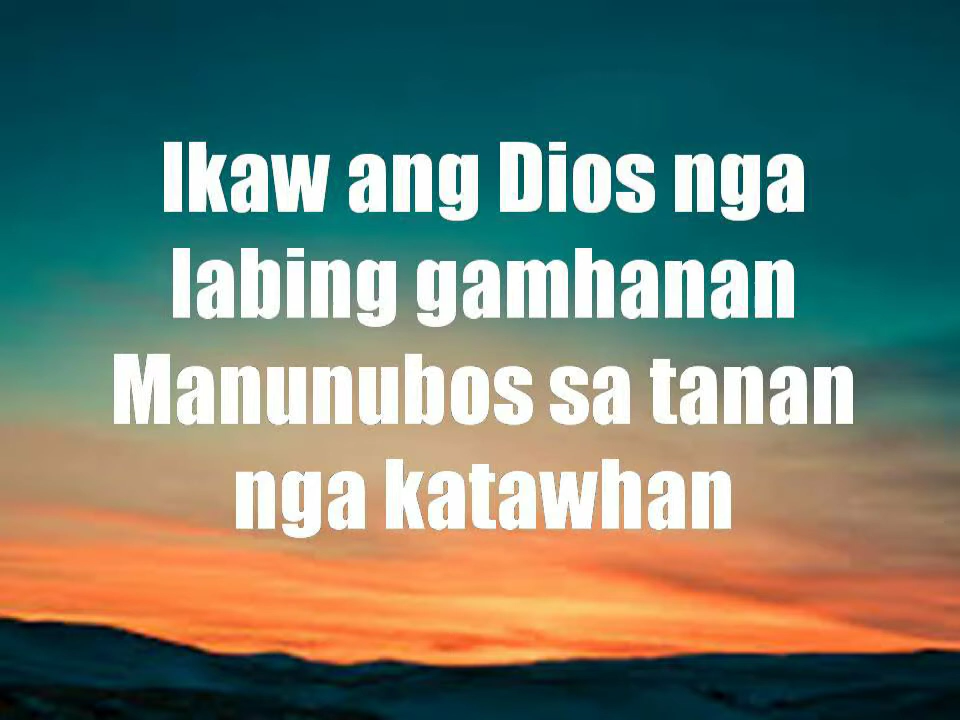 Ikaw ang Dios nga
labing gamhanan
Manunubos sa tanan
nga katawhan